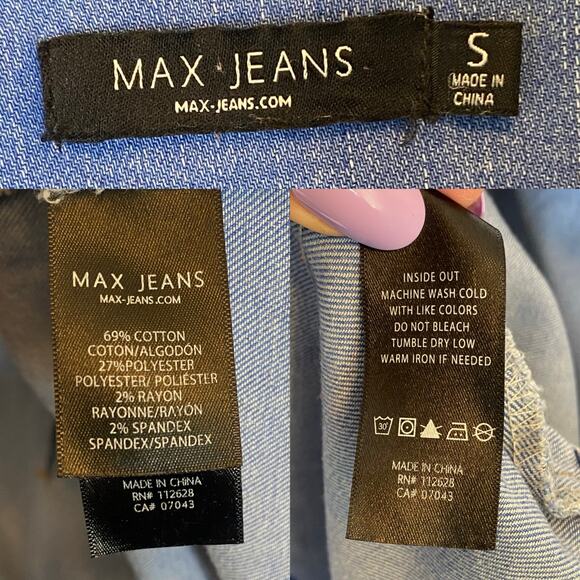 MAX JEANS
MAX-JEANS.COM
S
MADE IN
CHINA
MAX JEANS
MAX-JEANS.COM
69% COTTON
COTON/ALGODÓN
27%POLYESTER
POLYESTER/ POLIÉSTER
2% RAYON
RAYONNE/RAYÓN
2% SPANDEX
SPANDEX/SPANDEX
MADE IN CHINA
RN# 112628
CA# 07043
INSIDE OUT
MACHINE WASH COLD
WITH LIKE COLORS
DO NOT BLEACH
TUMBLE DRY LOW
WARM IRON IF NEEDED
30
MADE IN CHINA
RN# 112628
CA# 07043